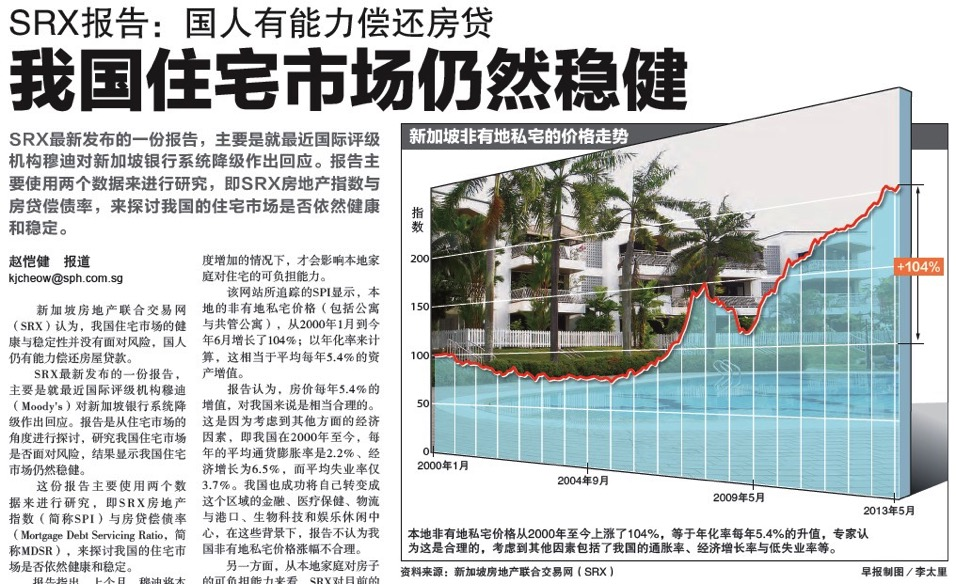 SRX报告：国人有能力偿还房贷
我国住宅市场仍然稳健
SRX最新发布的一份报告，主要是就最近国际评级
机构穆迪对新加坡银行系统降级作出回应。报告主
要使用两个数据来进行研究，即SRX房地产指数与
房贷偿债率，来探讨我国的住宅市场是否依然健康
和稳定。
赵恺健　报道
kjcheow@sph.com.sg
新加坡房地产联合交易网
（SRX）认为，我国住宅市场的健
康与稳定性并没有面对风险，国人
仍有能力偿还房屋贷款。
SRX最新发布的一份报告，
主要是就最近国际评级机构穆迪
（Moody's）对新加坡银行系统降
级作出回应。报告是从住宅市场的
角度进行探讨，研究我国住宅市场
是否面对风险，结果显示我国住宅
市场仍然稳健。
这份报告主要使用两个数
据来进行研究，即SRX房地产
指数（简称SPI）与房贷偿债率
（Mortgage Debt Servicing Ratio，简
称MDSR），来探讨我国的住宅市
场是否依然健康和稳定。
报告指出，上个月，穆迪将本
度增加的情况下，才会影响本地家
庭对住宅的可负担能力。
该网站所追踪的SPI显示，本
地的非有地私宅价格（包括公寓
与共管公寓），从2000年1月到今
年6月增长了104%；以年化率来计
算，这相当于平均每年5.4%的资
产增值。
报告认为，房价每年5.4%的
增值，对我国来说是相当合理的。
这是因为考虑到其他方面的经济
因素，即我国在2000年至今，每
年的平均通货膨胀率是2.2%、经
济增长为6.5%，而平均失业率仅
3.7%。我国也成功将自己转变成
这个区域的金融、医疗保健、物流
与港口、生物科技和娱乐休闲中
心，在这些背景下，报告不认为我
国非有地私宅价格涨幅不合理。
另一方面，从本地家庭对房子
的可负担能力来看，SRX对目前的
新加坡非有地私宅的价格走势
指数
200
150
100
50
0
+104%
2000年1月
2004年9月
2009年5月
2013年5月
本地非有地私宅价格从2000年至今上涨了104%，等于年化率每年5.4%的升值，专家认
为这是合理的，考虑到其他因素包括了我国的通胀率、经济增长率与低失业率等。
资料来源：新加坡房地产联合交易网（SRX）
早报制图／李太里